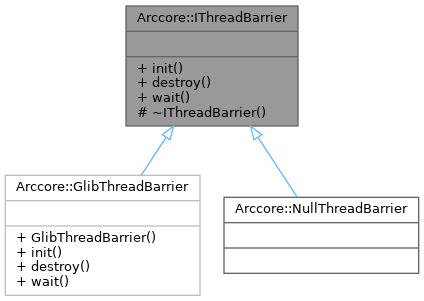 Arccore::IThreadBarrier
+ init()
+ destroy()
+ wait()
# ~IThreadBarrier()
Arccore::GlibThreadBarrier
+ GlibThreadBarrier()
+ init()
+ destroy()
+ wait()
Arccore::NullThreadBarrier